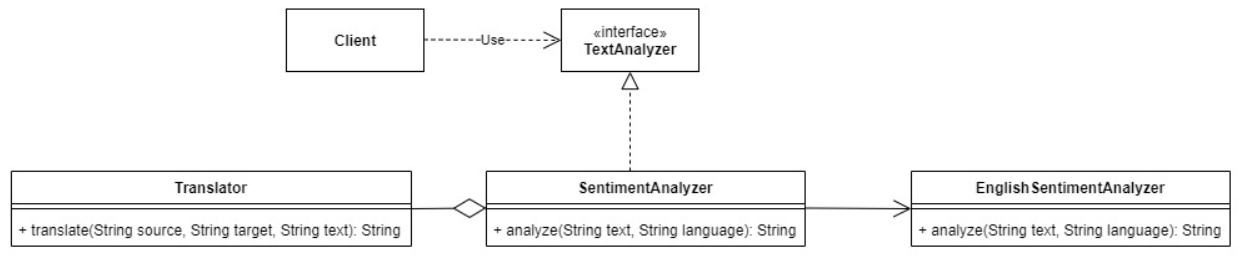 Client
Use
«interface»
TextAnalyzer
Translator
+ translate(String source, String target, String text): String
SentimentAnalyzer
+ analyze(String text, String language): String
EnglishSentimentAnalyzer
+ analyze(String text, String language): String